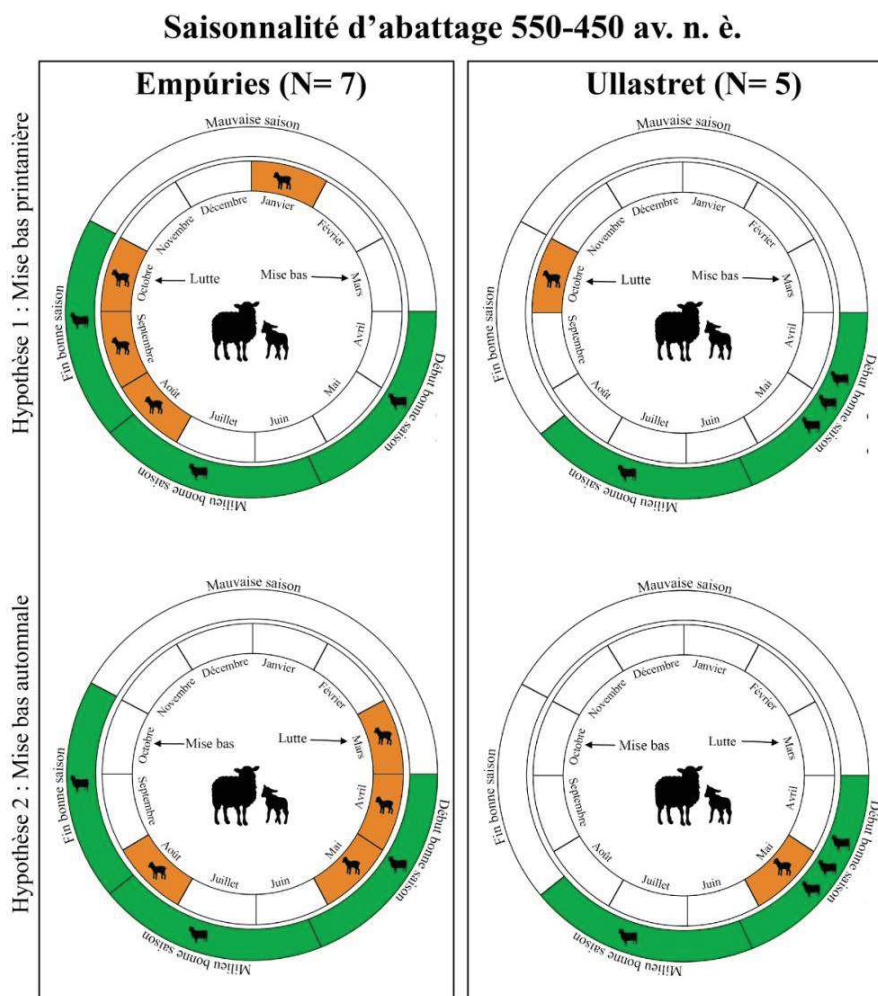 Saisonnalité d’abattage 550-450 av. n. è.
Empúries (N= 7)
Ullastret (N= 5)
Hypothèse 1 : Mise bas printanière
Mauvaise saison
Décembre
Janvier
Novembre
Février
Octobre
Lutte
Mise bas
Mars
Septembre
Avril
Août
Mai
Juillet
Juin
Fin bonne saison
Milieu bonne saison
Début bonne saison
Mauvaise saison
Décembre
Janvier
Novembre
Février
Octobre
Lutte
Mise bas
Mars
Septembre
Avril
Août
Mai
Juillet
Juin
Fin bonne saison
Milieu bonne saison
Début bonne saison
Hypothèse 2 : Mise bas automnale
Mauvaise saison
Décembre
Janvier
Novembre
Février
Octobre
Mise bas
Lutte
Mars
Septembre
Avril
Août
Mai
Juillet
Juin
Fin bonne saison
Milieu bonne saison
Début bonne saison
Mauvaise saison
Décembre
Janvier
Novembre
Février
Octobre
Mise bas
Lutte
Mars
Septembre
Avril
Août
Mai
Juillet
Juin
Fin bonne saison
Milieu bonne saison
Début bonne saison